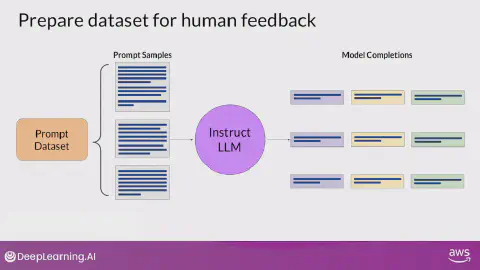 Prepare dataset for human feedback
Prompt Samples
Model Completions
Prompt
Dataset
Instruct
LLM
DeepLearning.AI
aws